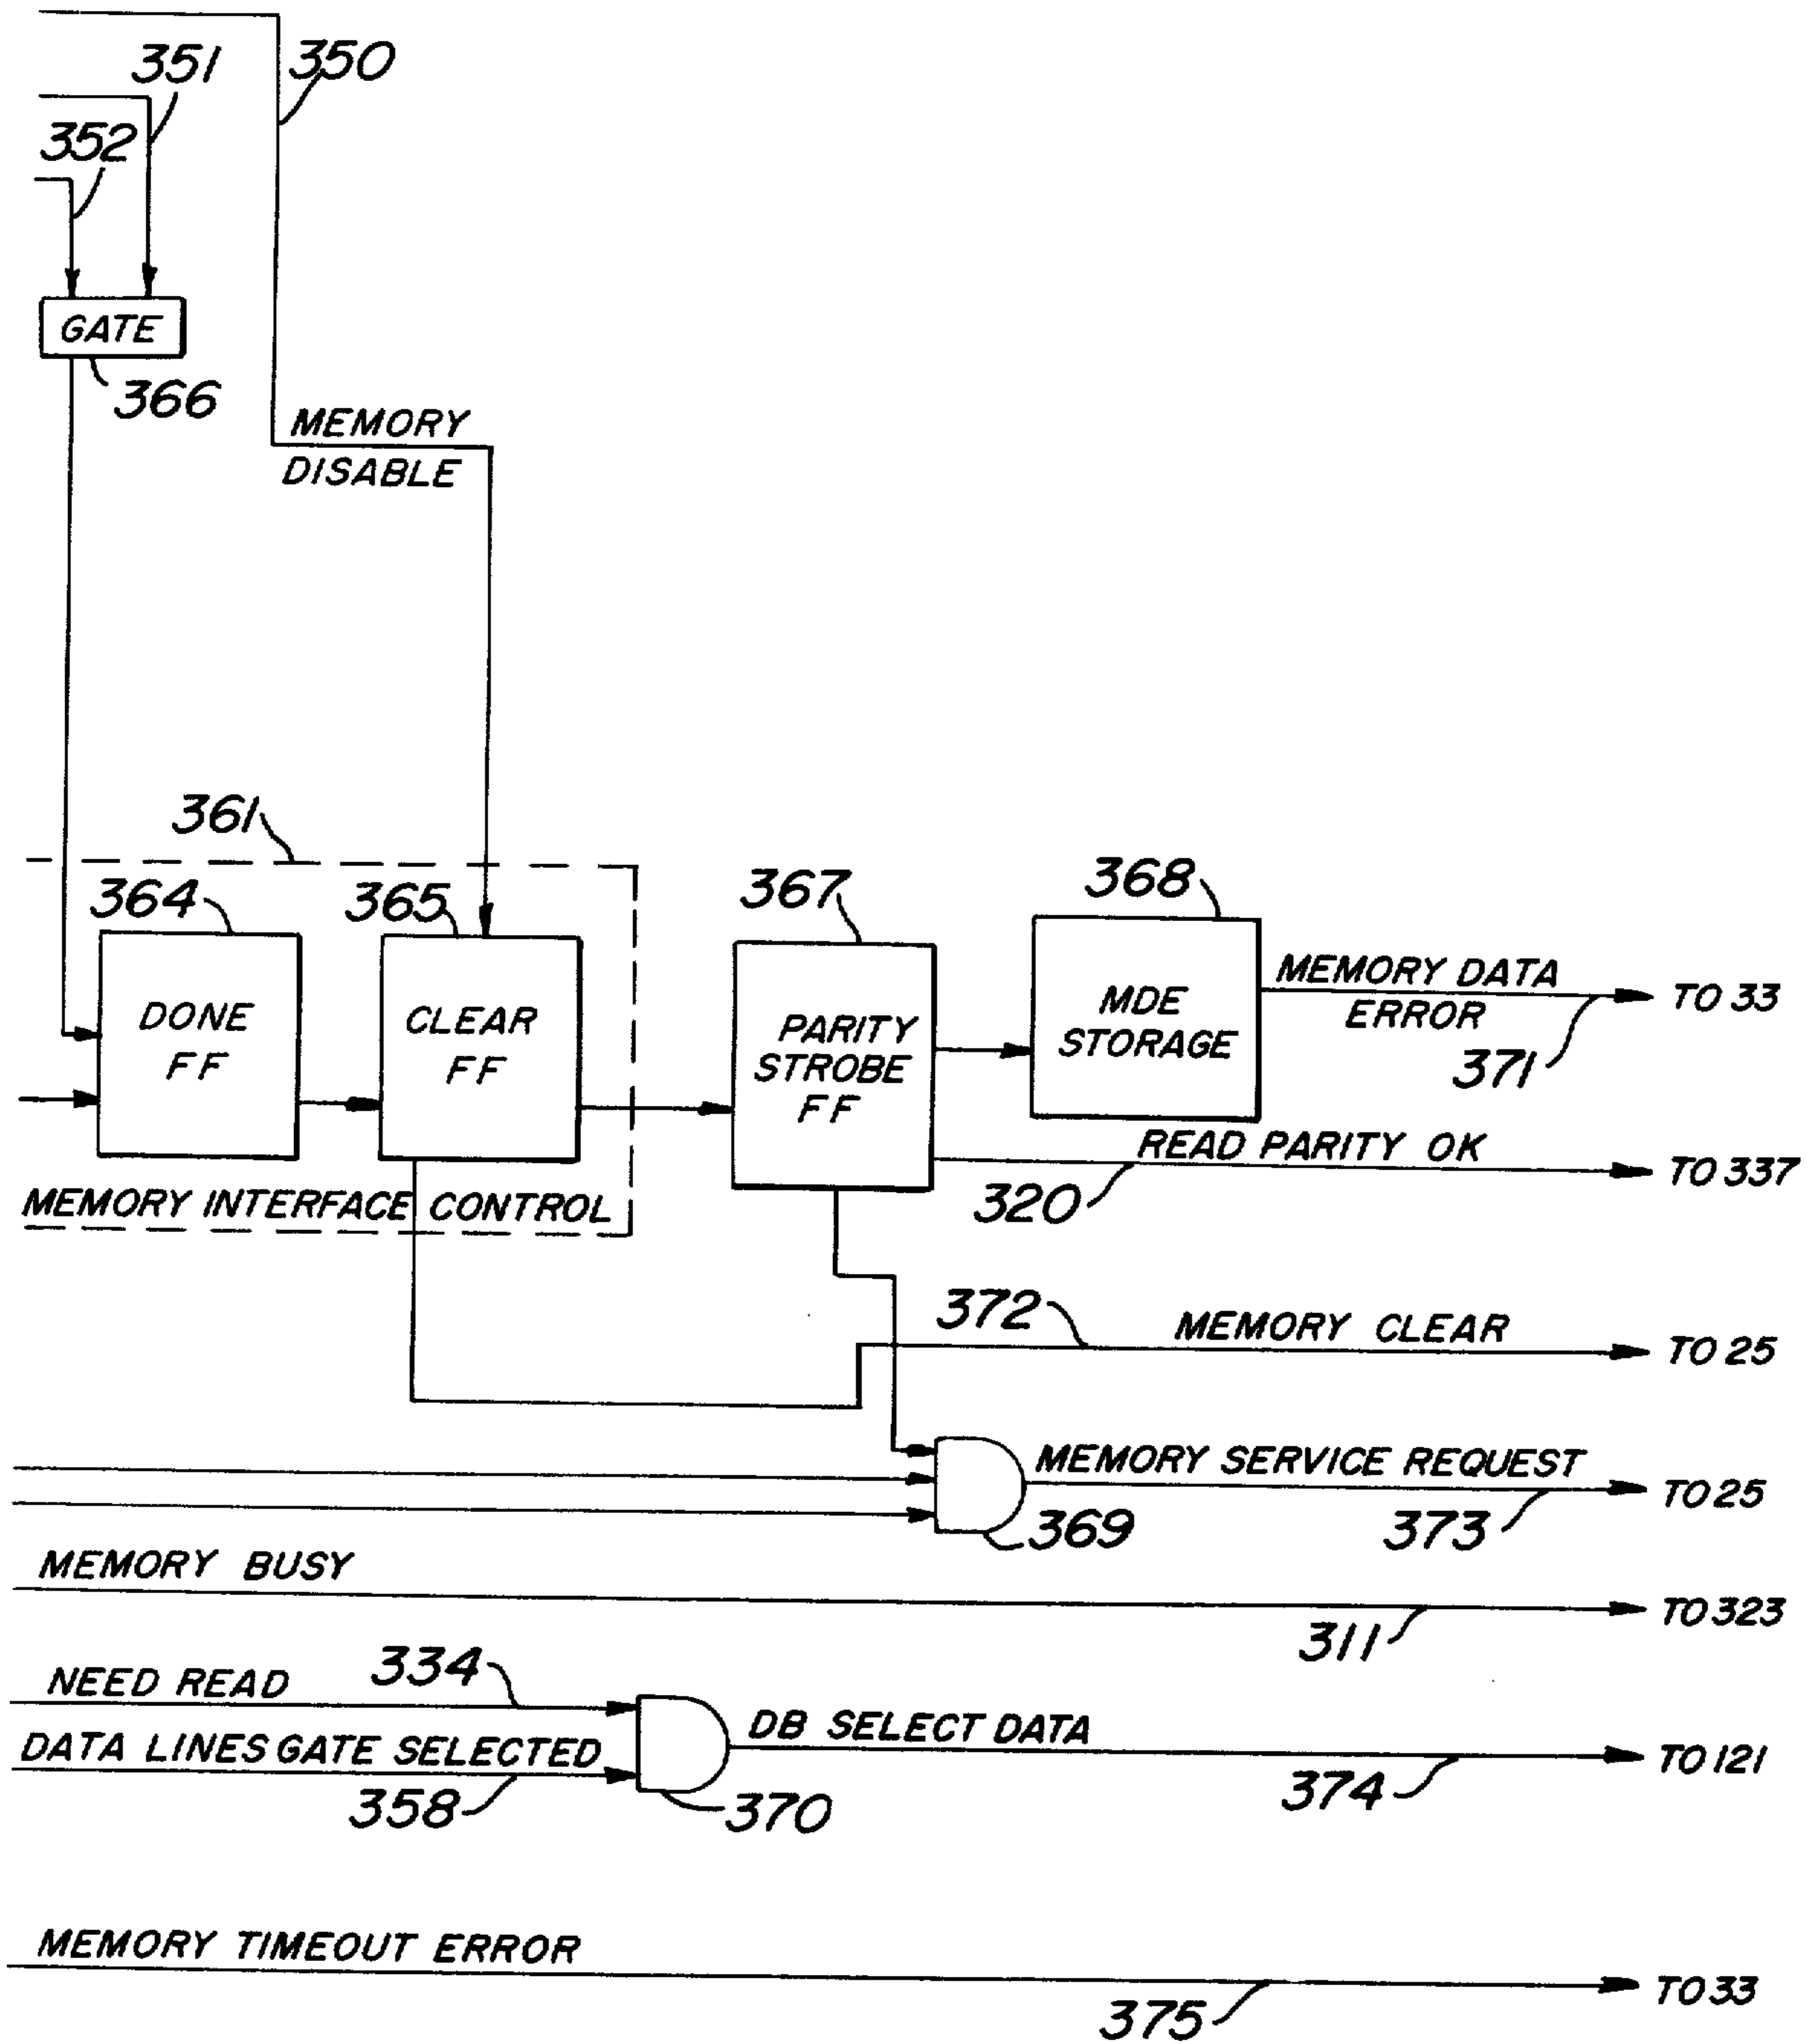 351
350
352
GATE
366
MEMORY
DISABLE
361
364
365
367
368
DONE
FF
CLEAR
FF
PARITY
STROBE
FF
MDE
STORAGE
MEMORY DATA
ERROR
TO 33
371
READ PARITY OK
TO 337
320
MEMORY INTERFACE CONTROL
372
MEMORY CLEAR
TO 25
MEMORY SERVICE REQUEST
TO 25
369
373
MEMORY BUSY
TO 323
311
NEED READ
334
DB SELECT DATA
DATA LINES GATE SELECTED
TO 121
358
370
374
MEMORY TIMEOUT ERROR
TO 33
375